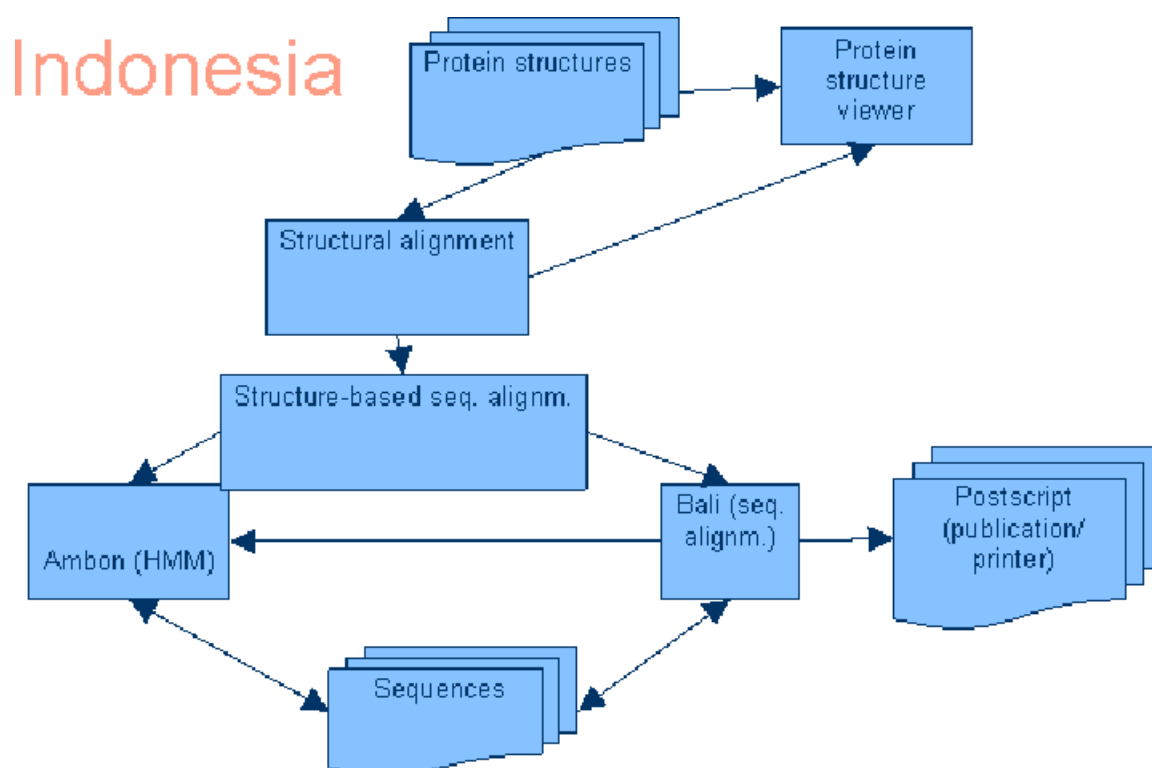 Indonesia
Protein structures
Protein
structure
viewer
Structural alignment
Structure-based seq. alignm.
Ambon (HMM)
Bali (seq.
alignm.)
Postscript
(publication/
printer)
Sequences